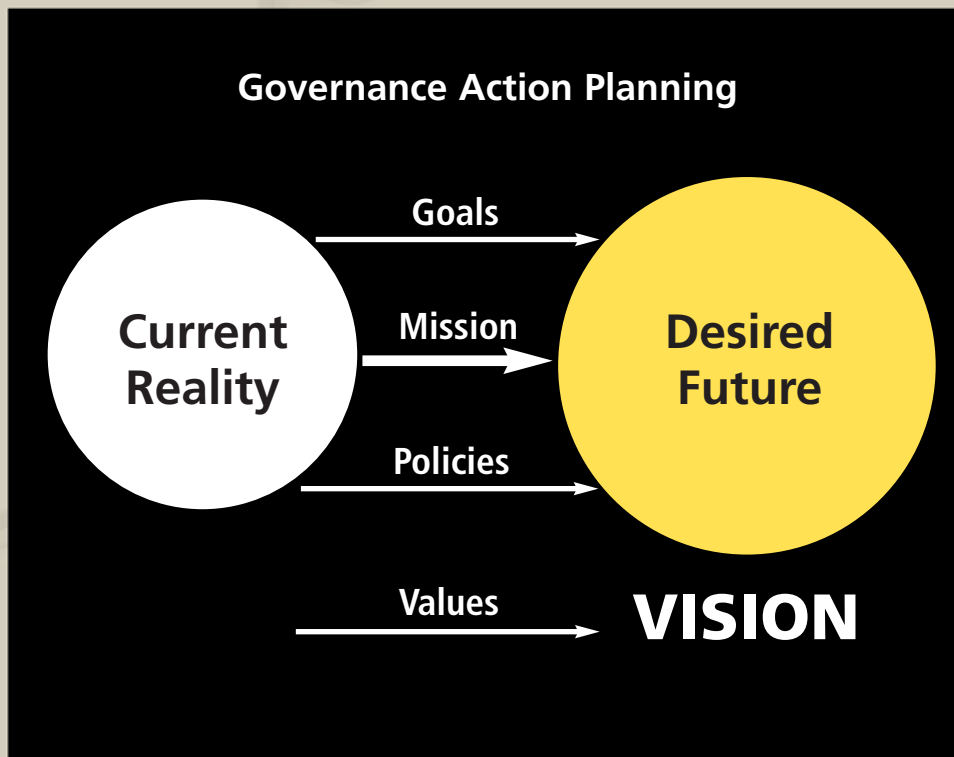 Governance Action Planning
Goals
Current
Reality
Mission
Desired
Future
Policies
Values
VISION